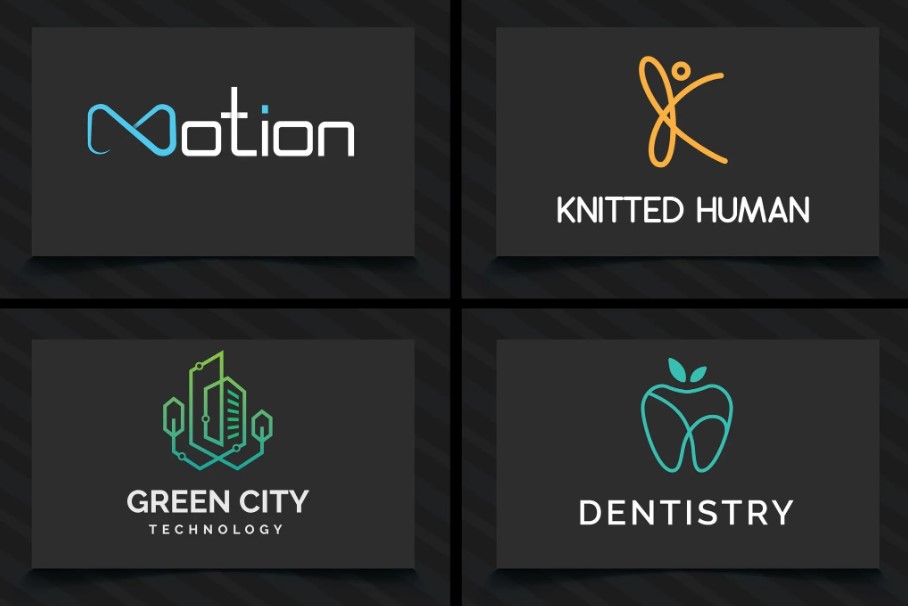 Motion
KNITTED HUMAN
GREEN CITY
TECHNOLOGY
DENTISTRY